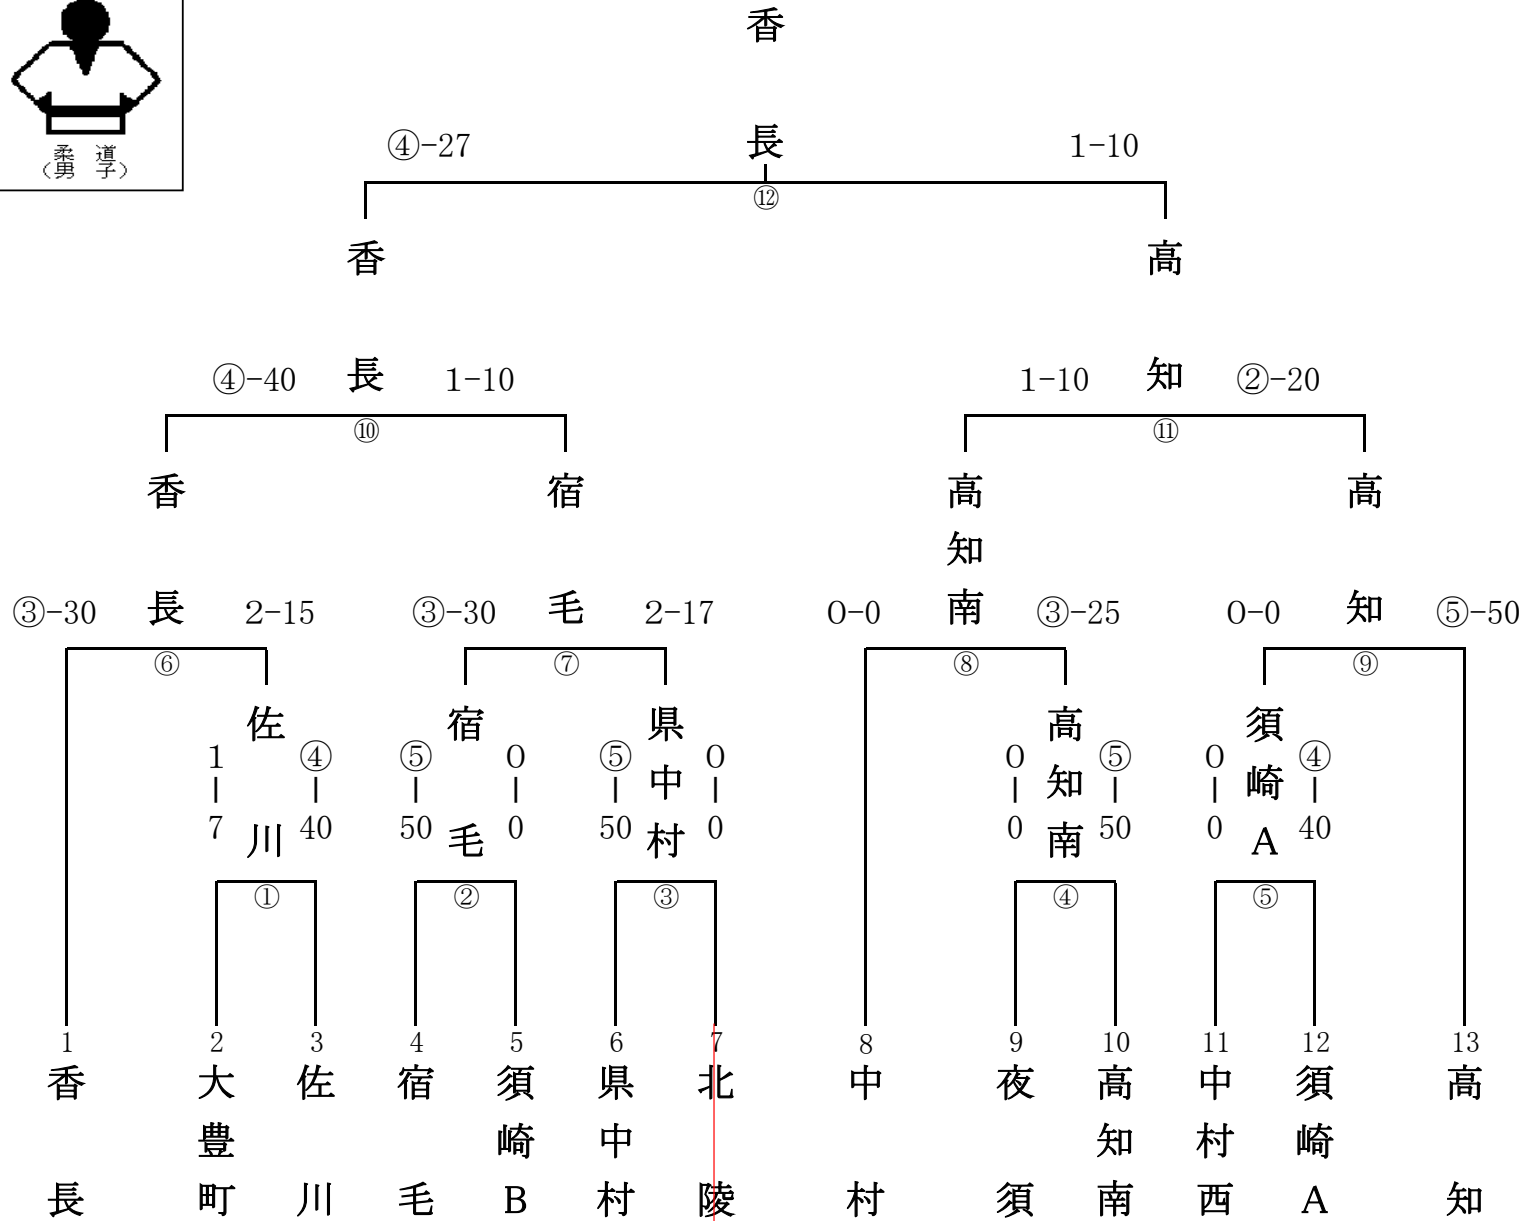 香長
柔道
（男子）
④-27
1-10
⑫
香長
高知
④-40
1-10
1-10
②-20
⑩
⑪
香長
宿毛
高知南
高知
③-30
2-15
③-30
2-17
0-0
③-25
0-0
⑤-50
⑥
⑦
⑧
⑨
佐川
宿毛
県中村
高知南
須崎A
1-7
④-40
⑤-50
0-0
⑤-50
0-0
0-0
⑤-50
0-0
④-40
①
②
③
④
⑤
1
2
3
4
5
6
7
8
9
10
11
12
13
香長
大豊町
佐川
宿毛
須崎B
県中村
北陵
中村
夜須
高知南
中村西
須崎A
高知